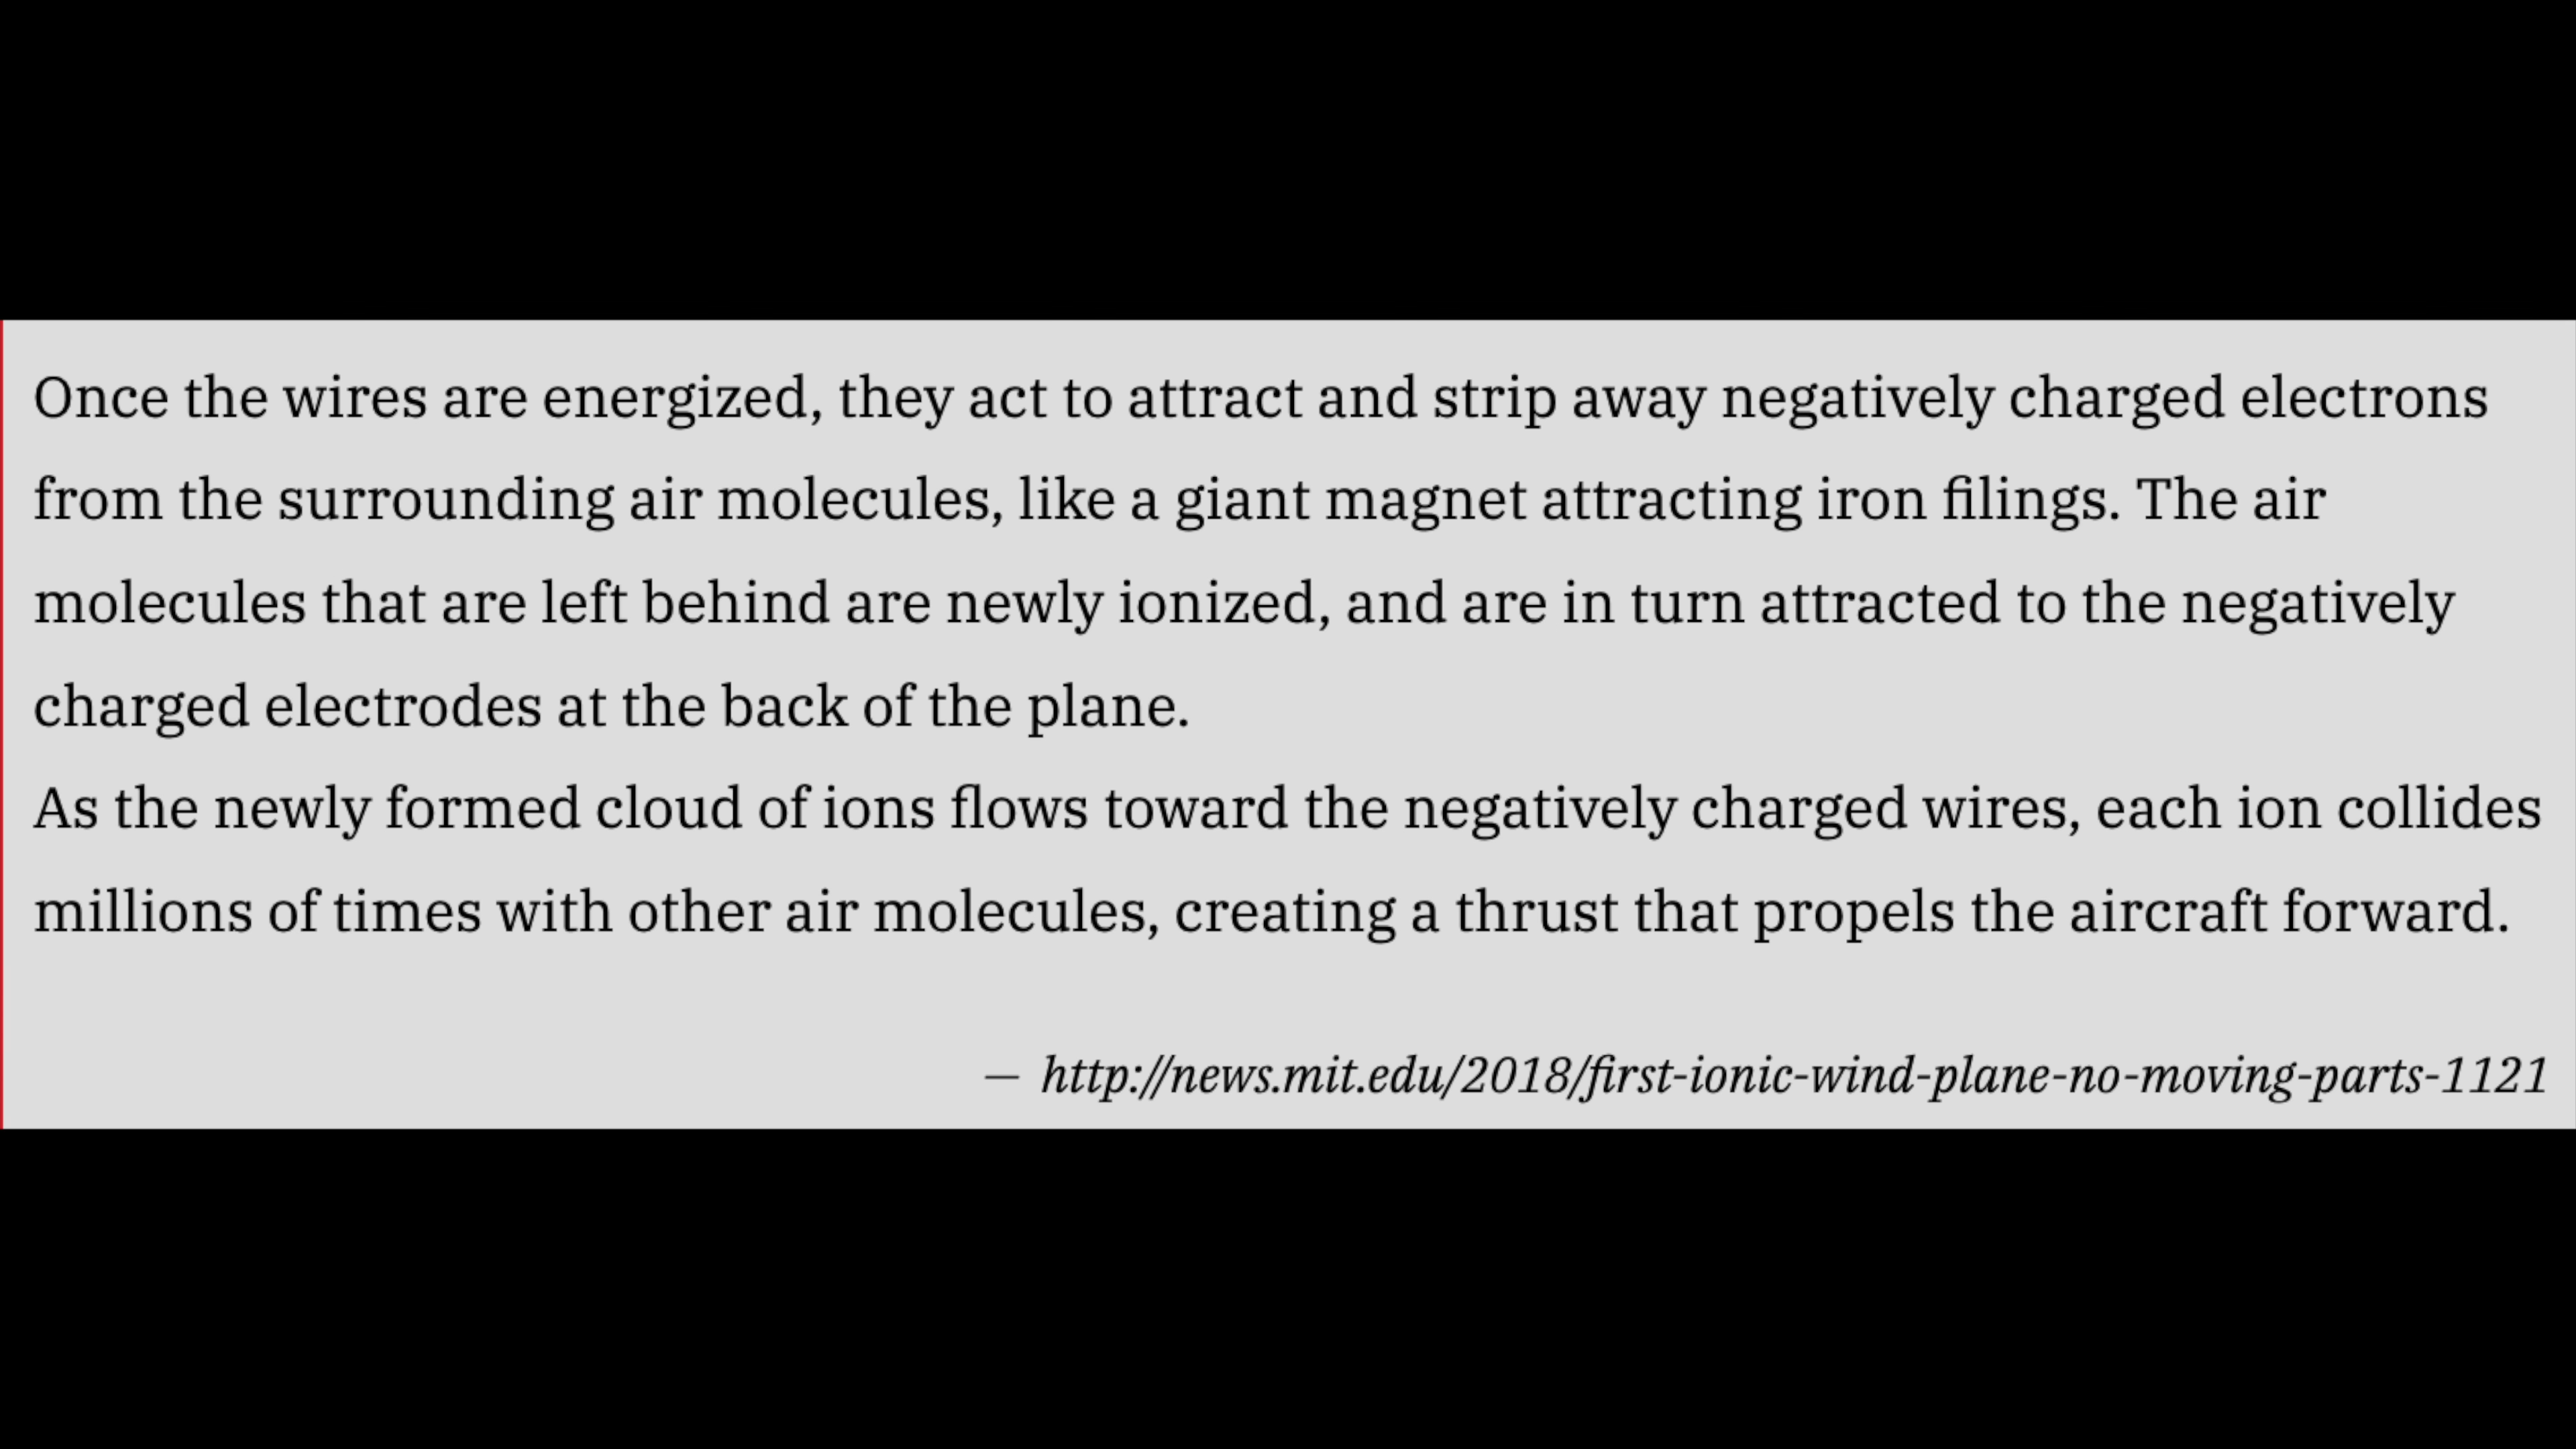 Once the wires are energized, they act to attract and strip away negatively charged electrons
from the surrounding air molecules, like a giant magnet attracting iron filings. The air
molecules that are left behind are newly ionized, and are in turn attracted to the negatively
charged electrodes at the back of the plane.
As the newly formed cloud of ions flows toward the negatively charged wires, each ion collides
millions of times with other air molecules, creating a thrust that propels the aircraft forward.
— http://news.mit.edu/2018/first-ionic-wind-plane-no-moving-parts-1121